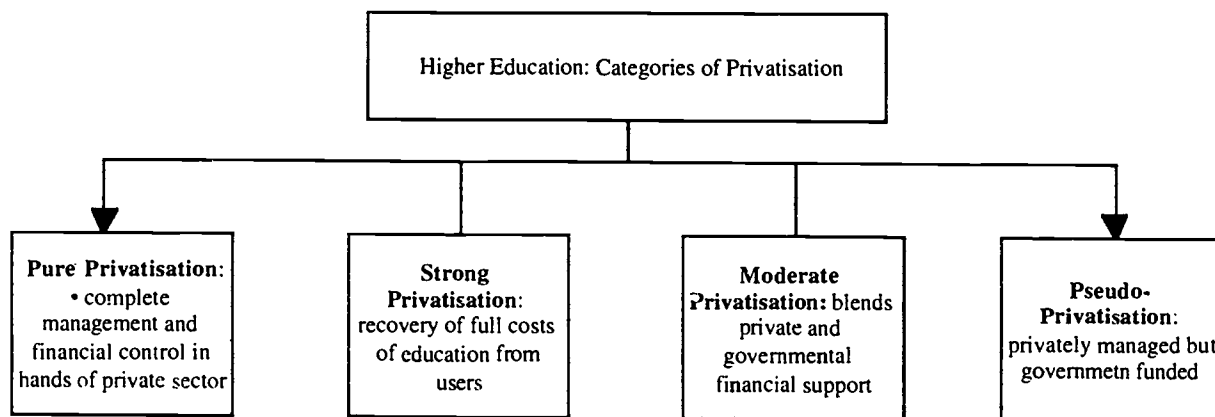 Higher Education: Categories of Privatisation
Pure Privatisation:
• complete
management and
financial control in
hands of private sector
Strong
Privatisation:
recovery of full costs
of education from
users
Moderate
Privatisation: blends
private and
governmental
financial support
Pseudo-
Privatisation:
privately managed but
governmetn funded